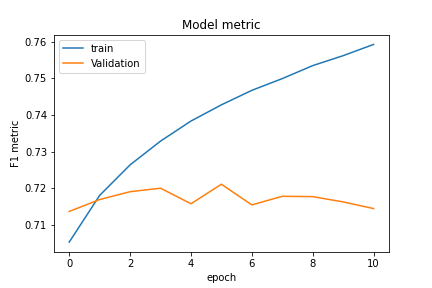 Model metric
0.76
0.75
0.74
0.73
0.72
0.71
F1 metric
train
Validation
0 2 4 6 8 10
epoch